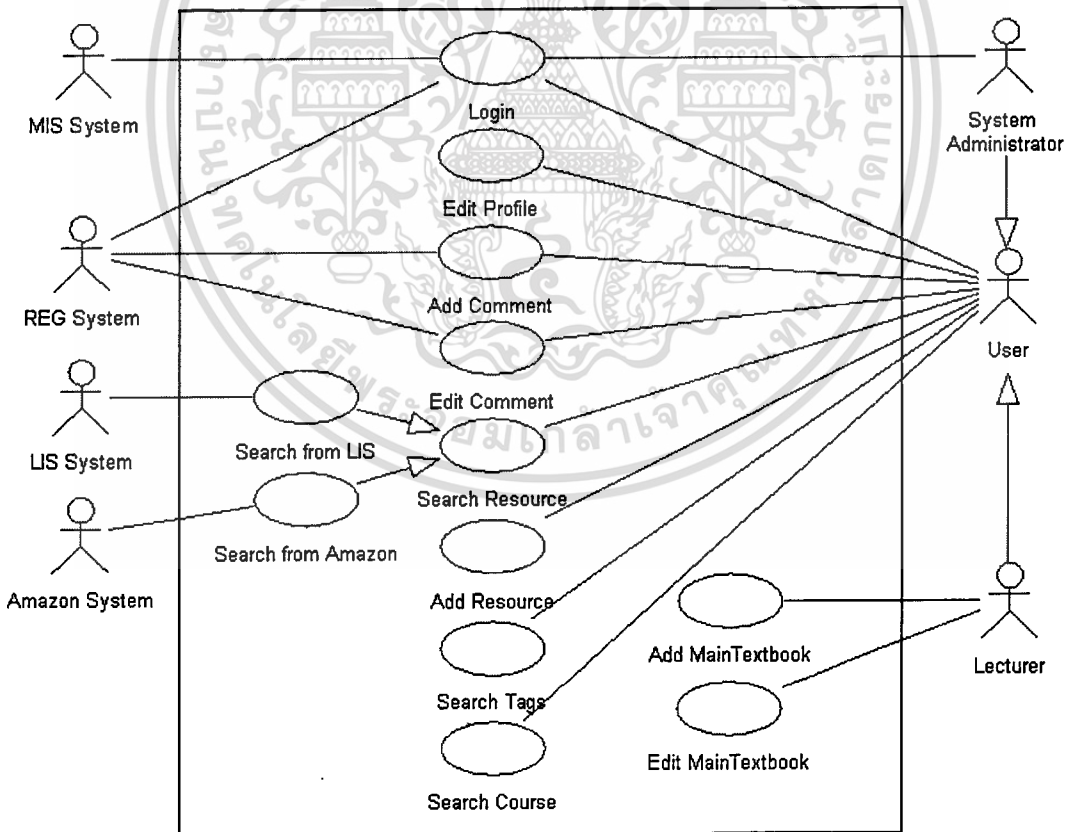 MIS System
Login
System
Administrator
Edit Profile
REG System
Add Comment
User
Edit Comment
LIS System
Search from LIS
Search Resource
Search from Amazon
Amazon System
Add Resource
Add MainTextbook
Lecturer
Search Tags
Edit MainTextbook
Search Course